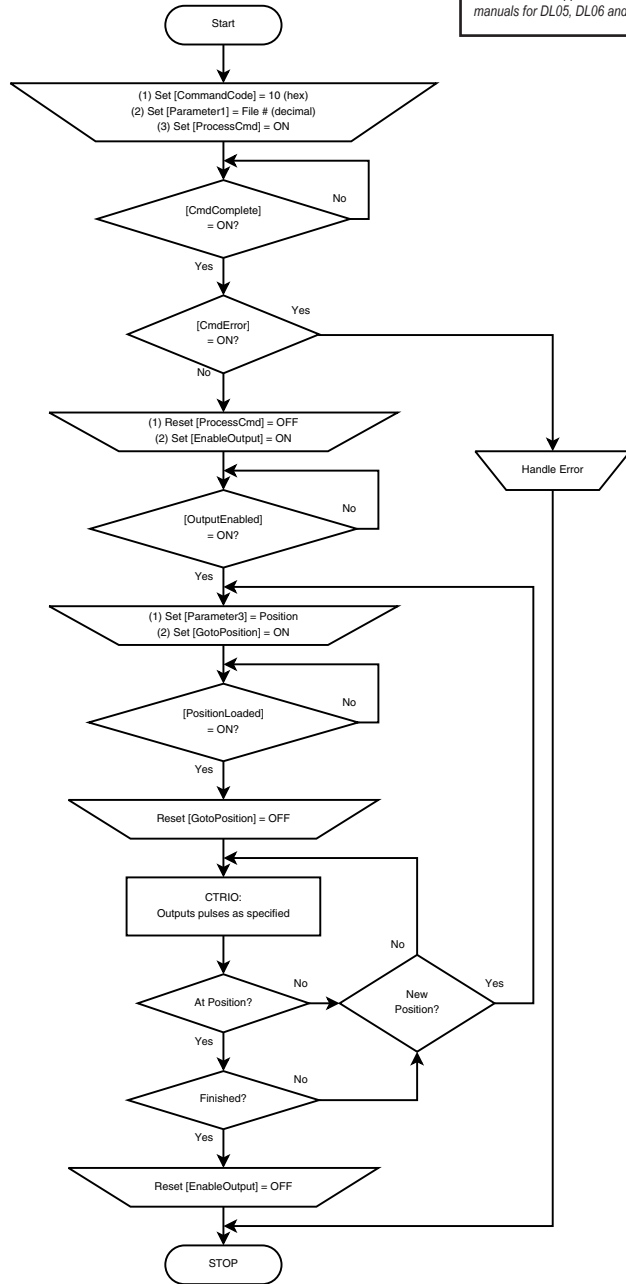 manuals for DL05, DL06 and
Start
(1) Set [CommandCode] = 10 (hex)
(2) Set [Parameter1] = File # (decimal)
(3) Set [ProcessCmd] = ON
No
[CmdComplete]
= ON?
Yes
Yes
[CmdError]
= ON?
No
(1) Reset [ProcessCmd] = OFF
(2) Set [EnableOutput] = ON
Handle Error
No
[OutputEnabled]
= ON?
Yes
(1) Set [Parameter3] = Position
(2) Set [GotoPosition] = ON
No
[PositionLoaded]
= ON?
Yes
Reset [GotoPosition] = OFF
CTRIO:
Outputs pulses as specified
No
No
Yes
At Position?
New
Position?
Yes
No
Finished?
Yes
Reset [EnableOutput] = OFF
STOP